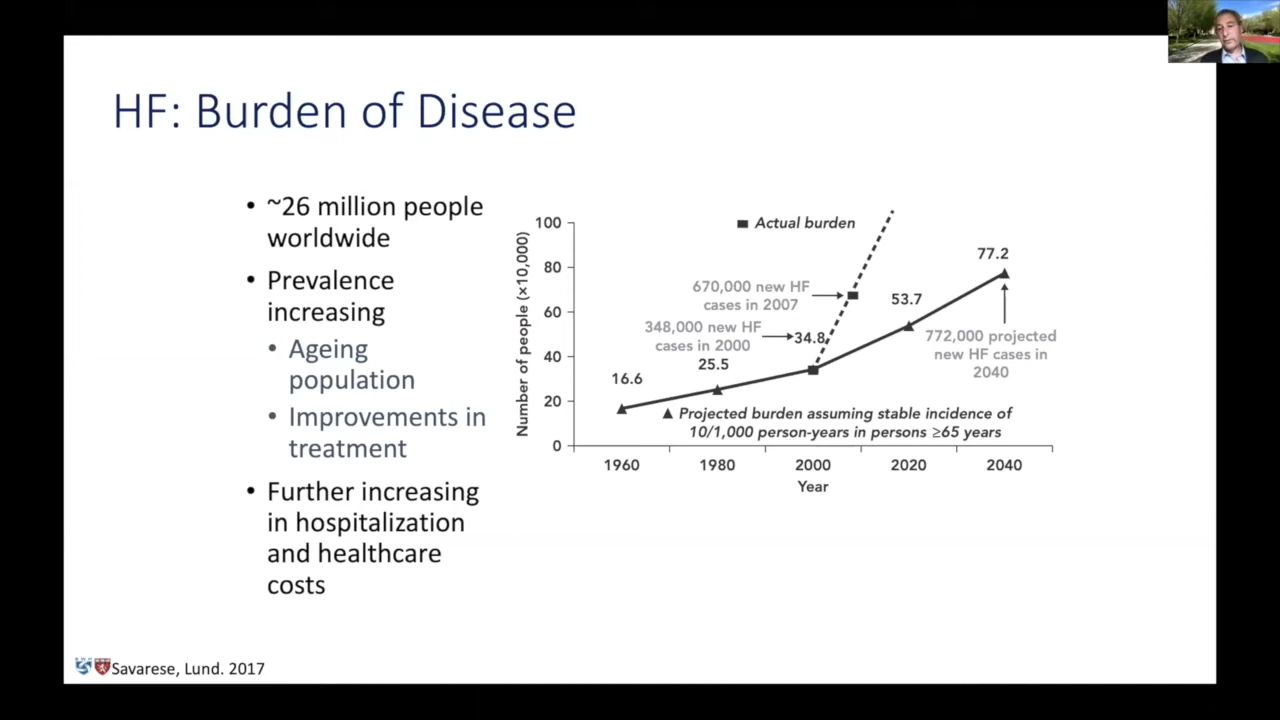 HF: Burden of Disease
• ~26 million people
worldwide
• Prevalence
increasing
• Ageing
population
• Improvements in
treatment
• Further increasing
in hospitalization
and healthcare
costs
Number of people (×10,000)
100
80
60
40
20
0
Actual burden
670,000 new HF
cases in 2007
348,000 new HF
cases in 2000
16.6
25.5
34.8
53.7
77.2
772,000 projected
new HF cases in
2040
Projected burden assuming stable incidence of
10/1,000 person-years in persons ≥65 years
1960 1980 2000 2020 2040
Year
Savarese, Lund. 2017